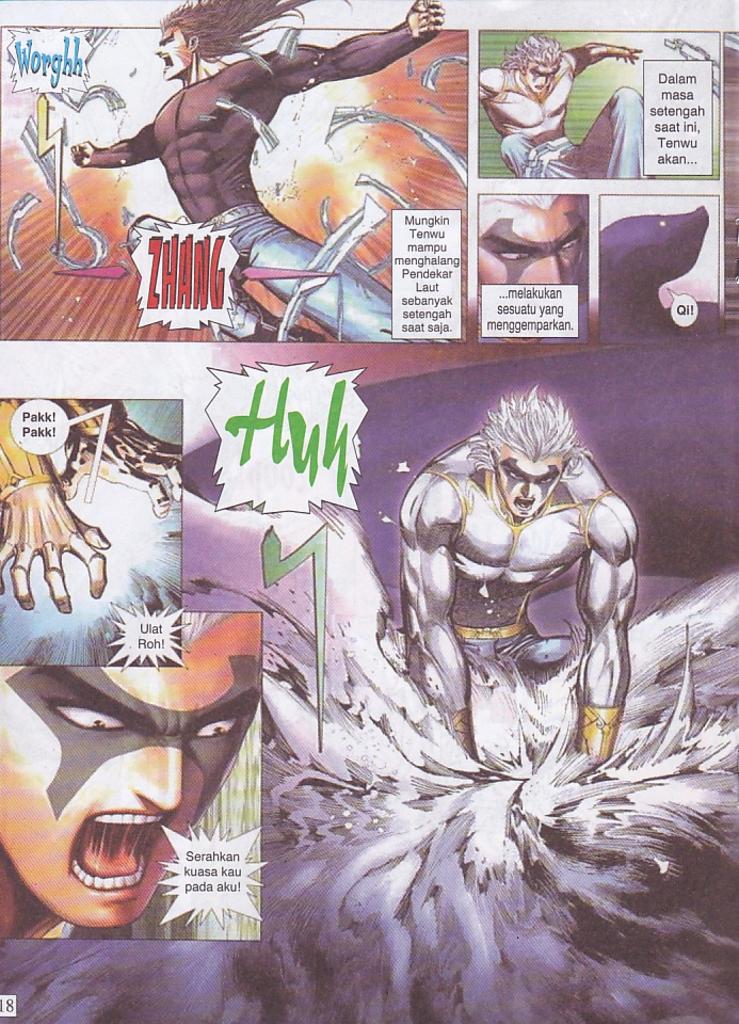 Worghh
ZHANG
Mungkin
Tenwu
mampu
menghalang
Pendekar
Laut
sebanyak
setengah
saat saja.
Dalam
masa
setengah
saat ini,
Tenwu
akan...
...melakukan
sesuatu yang
menggemparkan.
Qi!
Pakk!
Pakk!
Huh
Ulat
Roh!
Serahkan
kuasa kau
pada aku!
18